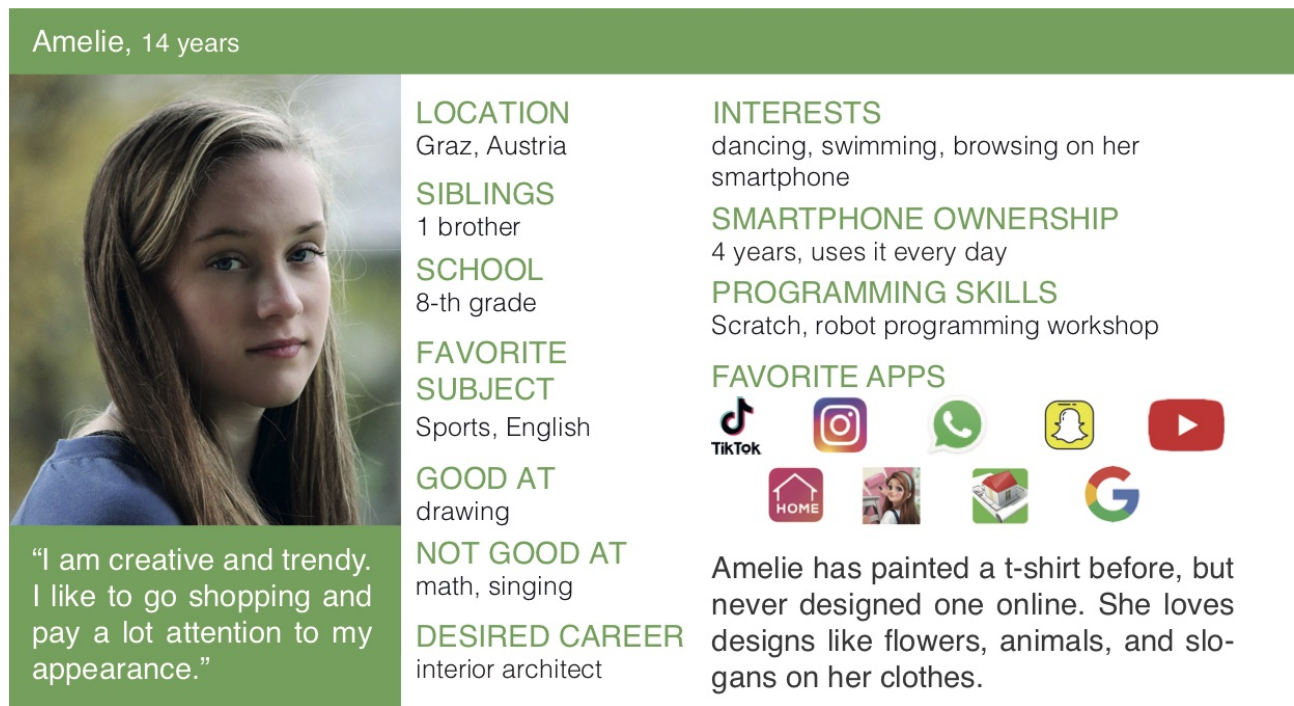 Amelie, 14 years
"I am creative and trendy.
I like to go shopping and
pay a lot attention to my
appearance."
LOCATION
Graz, Austria
SIBLINGS
1 brother
SCHOOL
8-th grade
FAVORITE
SUBJECT
Sports, English
GOOD AT
drawing
NOT GOOD AT
math, singing
DESIRED CAREER
interior architect
INTERESTS
dancing, swimming, browsing on her
smartphone
SMARTPHONE OWNERSHIP
4 years, uses it every day
PROGRAMMING SKILLS
Scratch, robot programming workshop
FAVORITE APPS
TikTok
HOME
G
Amelie has painted a t-shirt before, but
never designed one online. She loves
designs like flowers, animals, and slo-
gans on her clothes.